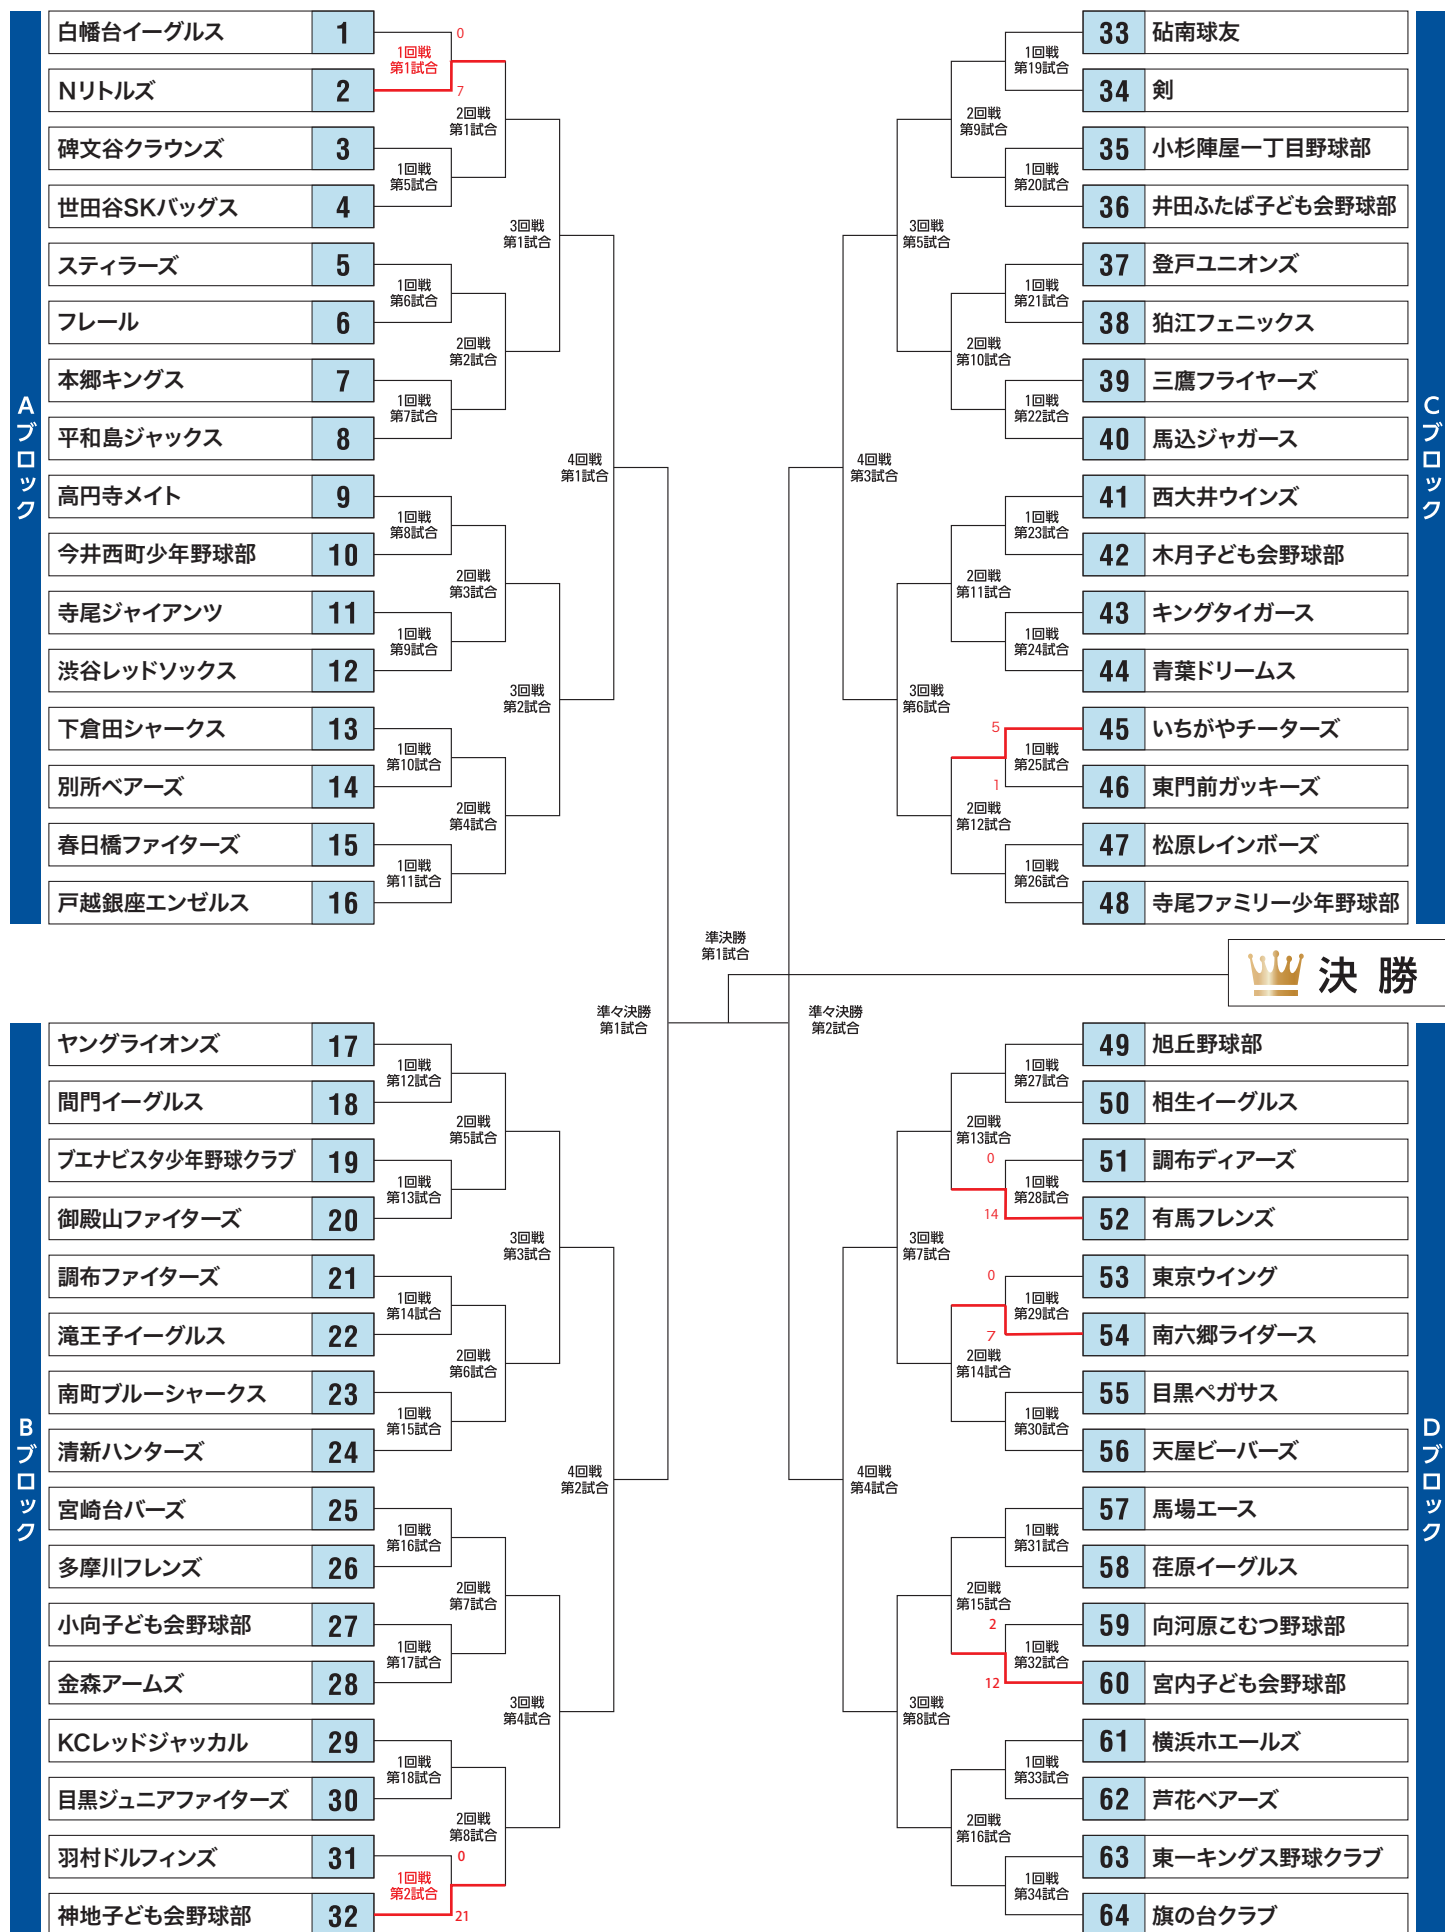 Aブロック
白幡台イーグルス 1
Nリトルズ 2
碑文谷クラウンズ 3
世田谷SKバッグス 4
スティラーズ 5
フレール 6
本郷キングス 7
平和島ジャックス 8
高円寺メイト 9
今井西町少年野球部 10
寺尾ジャイアンツ 11
渋谷レッドソックス 12
下倉田シャークス 13
別所ベアーズ 14
春日橋ファイターズ 15
戸越銀座エンゼルス 16
0
1回戦
第1試合
7
1回戦
第5試合
1回戦
第6試合
1回戦
第7試合
1回戦
第8試合
1回戦
第9試合
1回戦
第10試合
1回戦
第11試合
2回戦
第1試合
2回戦
第2試合
2回戦
第3試合
2回戦
第4試合
3回戦
第1試合
3回戦
第2試合
4回戦
第1試合
Bブロック
ヤングライオンズ 17
間門イーグルス 18
ブエナビスタ少年野球クラブ 19
御殿山ファイターズ 20
調布ファイターズ 21
滝王子イーグルス 22
南町ブルーシャークス 23
清新ハンターズ 24
宮崎台バーズ 25
多摩川フレンズ 26
小向子ども会野球部 27
金森アームズ 28
KCレッドジャッカル 29
目黒ジュニアファイターズ 30
羽村ドルフィンズ 31
神地子ども会野球部 32
1回戦
第12試合
1回戦
第13試合
1回戦
第14試合
1回戦
第15試合
1回戦
第16試合
1回戦
第17試合
1回戦
第18試合
0
1回戦
第2試合
21
2回戦
第5試合
2回戦
第6試合
2回戦
第7試合
2回戦
第8試合
3回戦
第3試合
3回戦
第4試合
4回戦
第2試合
準々決勝
第1試合
準決勝
第1試合
準々決勝
第2試合
決勝
Cブロック
33 砧南球友
34 剣
35 小杉陣屋一丁目野球部
36 井田ふたば子ども会野球部
37 登戸ユニオンズ
38 狛江フェニックス
39 三鷹フライヤーズ
40 馬込ジャガース
41 西大井ウインズ
42 木月子ども会野球部
43 キングタイガース
44 青葉ドリームス
45 いちがやチーターズ
46 東門前ガッキーズ
47 松原レインボーズ
48 寺尾ファミリー少年野球部
1回戦
第19試合
1回戦
第20試合
1回戦
第21試合
1回戦
第22試合
1回戦
第23試合
1回戦
第24試合
5
1回戦
第25試合
1
1回戦
第26試合
2回戦
第9試合
2回戦
第10試合
2回戦
第11試合
2回戦
第12試合
3回戦
第5試合
3回戦
第6試合
4回戦
第3試合
Dブロック
49 旭丘野球部
50 相生イーグルス
51 調布ディアーズ
52 有馬フレンズ
53 東京ウイング
54 南六郷ライダース
55 目黒ペガサス
56 天屋ビーバーズ
57 馬場エース
58 荏原イーグルス
59 向河原こむつ野球部
60 宮内子ども会野球部
61 横浜ホエールズ
62 芦花ベアーズ
63 東一キングス野球クラブ
64 旗の台クラブ
1回戦
第27試合
0
1回戦
第28試合
14
0
1回戦
第29試合
7
1回戦
第30試合
1回戦
第31試合
2
1回戦
第32試合
12
1回戦
第33試合
1回戦
第34試合
2回戦
第13試合
2回戦
第14試合
2回戦
第15試合
2回戦
第16試合
3回戦
第7試合
3回戦
第8試合
4回戦
第4試合